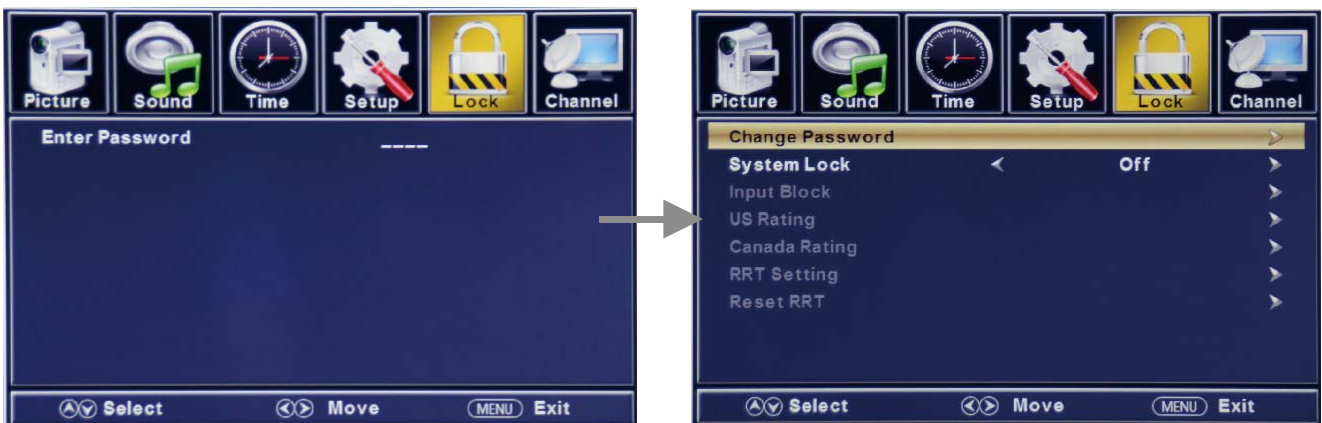 Picture Sound Time Setup Lock Channel
Enter Password ____
Select Move MENU Exit
Picture Sound Time Setup Lock Channel
Change Password
System Lock Off
Input Block
US Rating
Canada Rating
RRT Setting
Reset RRT
Select Move MENU Exit